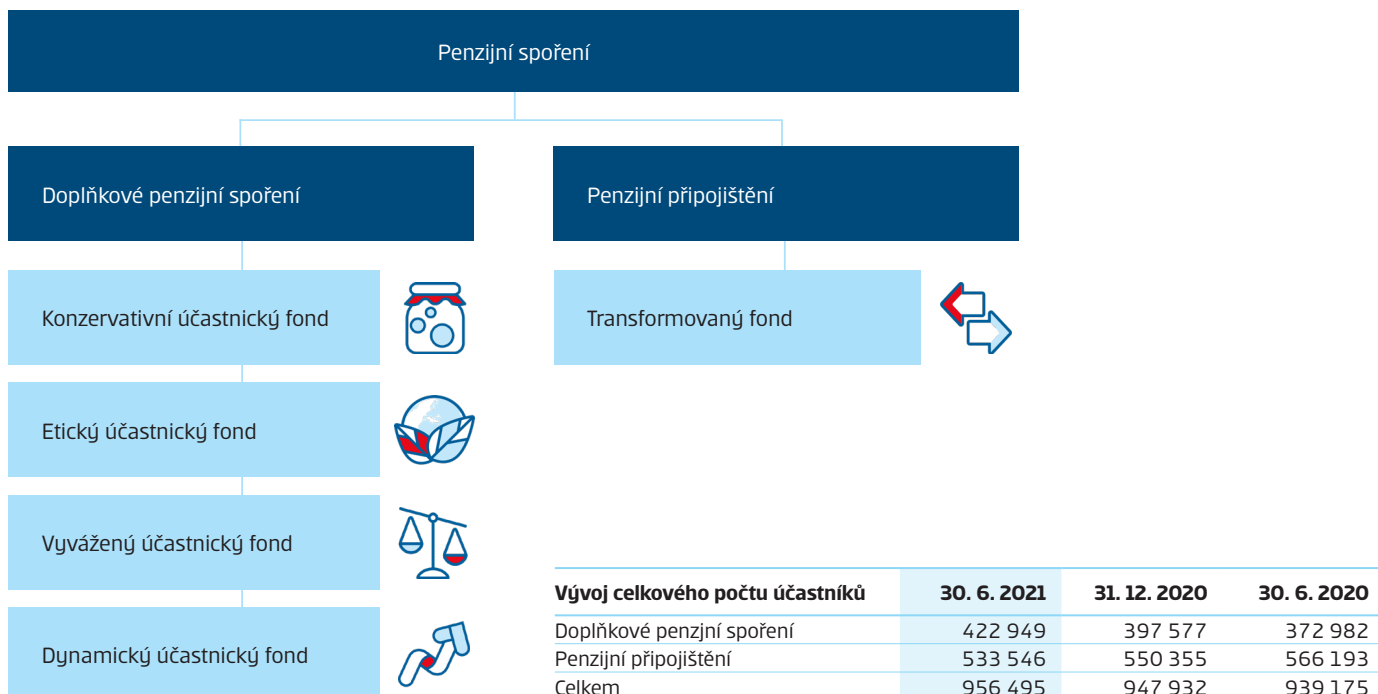 Penzijní spoření
Doplňkové penzijní spoření
Penzijní připojištění
Konzervativní účastnický fond
Transformovaný fond
Etický účastnický fond
Vyvážený účastnický fond
Dynamický účastnický fond
Vývoj celkového počtu účastníků 30. 6. 2021 31. 12. 2020 30. 6. 2020
Doplňkové penzjní spoření 422 949 397 577 372 982
Penzijní připojištění 533 546 550 355 566 193
Celkem 956 495 947 932 939 175